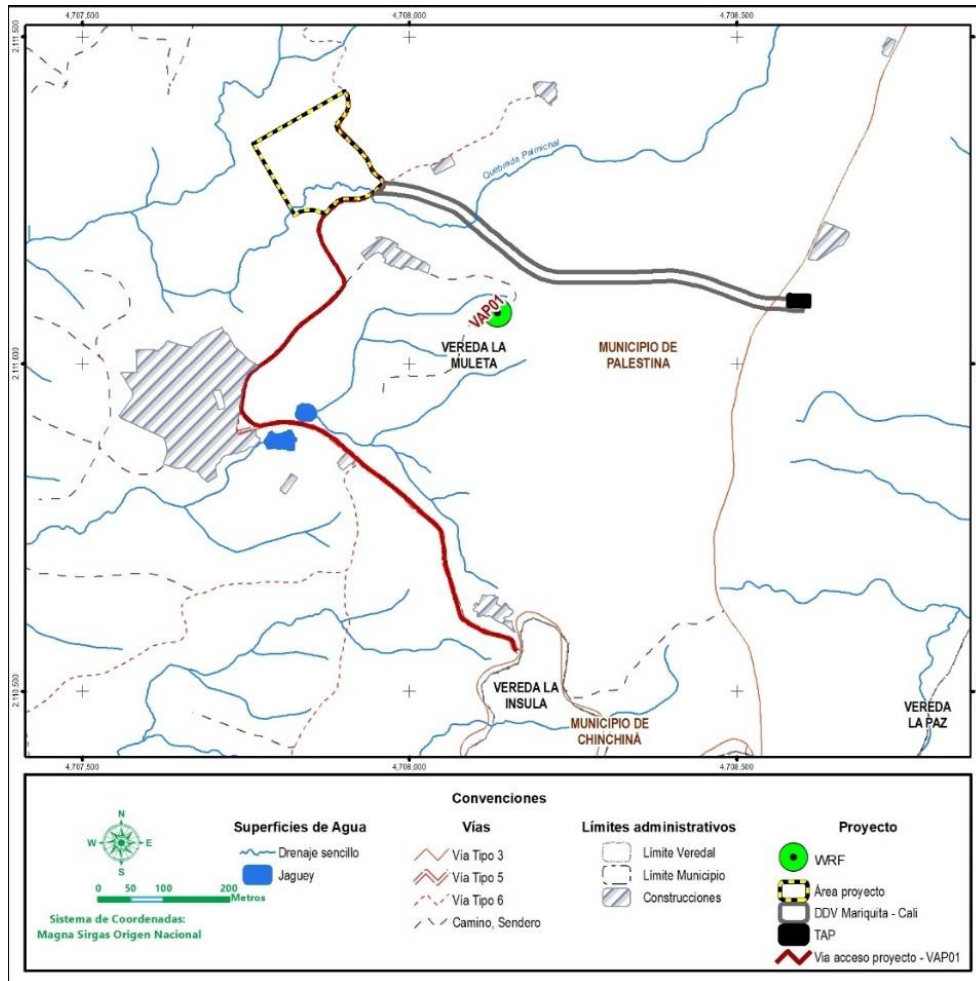 4,707,500
4,708,000
4,708,500
2.111.500
2.111.000
2.110.500
Quebrada Palmichal
VAP01
VEREDA LA
MULETA
MUNICIPIO DE
PALESTINA
VEREDA LA
INSULA
MUNICIPIO DE
CHINCHINÁ
VEREDA
LA PAZ
4,707,500
4,708,000
4,708,500
Convenciones
N
W
E
S
0 50 100 200
Metros
Sistema de Coordenadas:
Magna Sirgas Origen Nacional
Superficies de Agua
Drenaje sencillo
Jaguey
Vías
Vía Tipo 3
Vía Tipo 5
Vía Tipo 6
Camino, Sendero
Límites administrativos
Límite Veredal
Límite Municipio
Construcciones
Proyecto
WRF
Área proyecto
DDV Mariquita - Cali
TAP
Vía acceso proyecto - VAP01